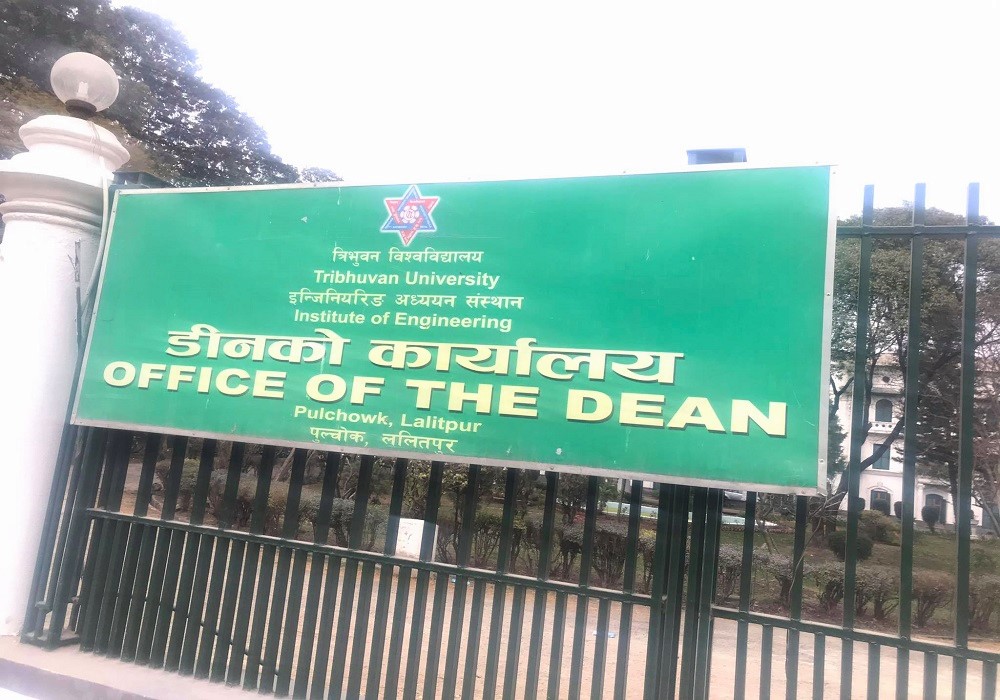 त्रिभुवन विश्वविद्यालय
Tribhuvan University
इन्जिनियरिङ अध्ययन संस्थान
Institute of Engineering
डीनको कार्यालय
OFFICE OF THE DEAN
Pulchowk, Lalitpur
पुल्चोक, ललितपुर